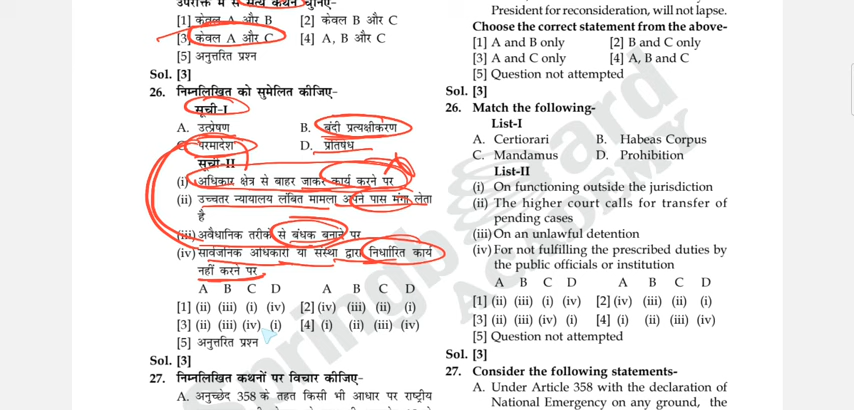 उपरोक्त में से सत्य कथन चुनिए-
[1] केवल A और B [2] केवल B और C
[3] केवल A और C [4] A, B और C
[5] अनुत्तरित प्रश्न
Sol. [3]
26. निम्नलिखित को सुमेलित कीजिए-
सूची-I
A. उत्प्रेषण B. बंदी प्रत्यक्षीकरण
C. परमादेश D. प्रतिषेध
सूची-II
(i) अधिकार क्षेत्र से बाहर जाकर कार्य करने पर
(ii) उच्चतर न्यायालय लंबित मामला अपने पास मंगा लेता
है
(iii) अवैधानिक तरीके से बंधक बनाने पर
(iv) सार्वजनिक अधिकारी या संस्था द्वारा निर्धारित कार्य
नहीं करने पर
A B C D A B C D
[1] (ii) (iii) (i) (iv) [2] (iv) (iii) (ii) (i)
[3] (ii) (iii) (iv) (i) [4] (i) (ii) (iii) (iv)
[5] अनुत्तरित प्रश्न
Sol. [3]
27. निम्नलिखित कथनों पर विचार कीजिए-
A. अनुच्छेद 358 के तहत किसी भी आधार पर राष्ट्रीय
President for reconsideration, will not lapse.
Choose the correct statement from the above-
[1] A and B only [2] B and C only
[3] A and C only [4] A, B and C
[5] Question not attempted
Sol. [3]
26. Match the following-
List-I
A. Certiorari B. Habeas Corpus
C. Mandamus D. Prohibition
List-II
(i) On functioning outside the jurisdiction
(ii) The higher court calls for transfer of
pending cases
(iii) On an unlawful detention
(iv) For not fulfilling the prescribed duties by
the public officials or institution
A B C D A B C D
[1] (ii) (iii) (i) (iv) [2] (iv) (iii) (ii) (i)
[3] (ii) (iii) (iv) (i) [4] (i) (ii) (iii) (iv)
[5] Question not attempted
Sol. [3]
27. Consider the following statements-
A. Under Article 358 with the declaration of
National Emergency on any ground, the
Springboard
ACADEMY